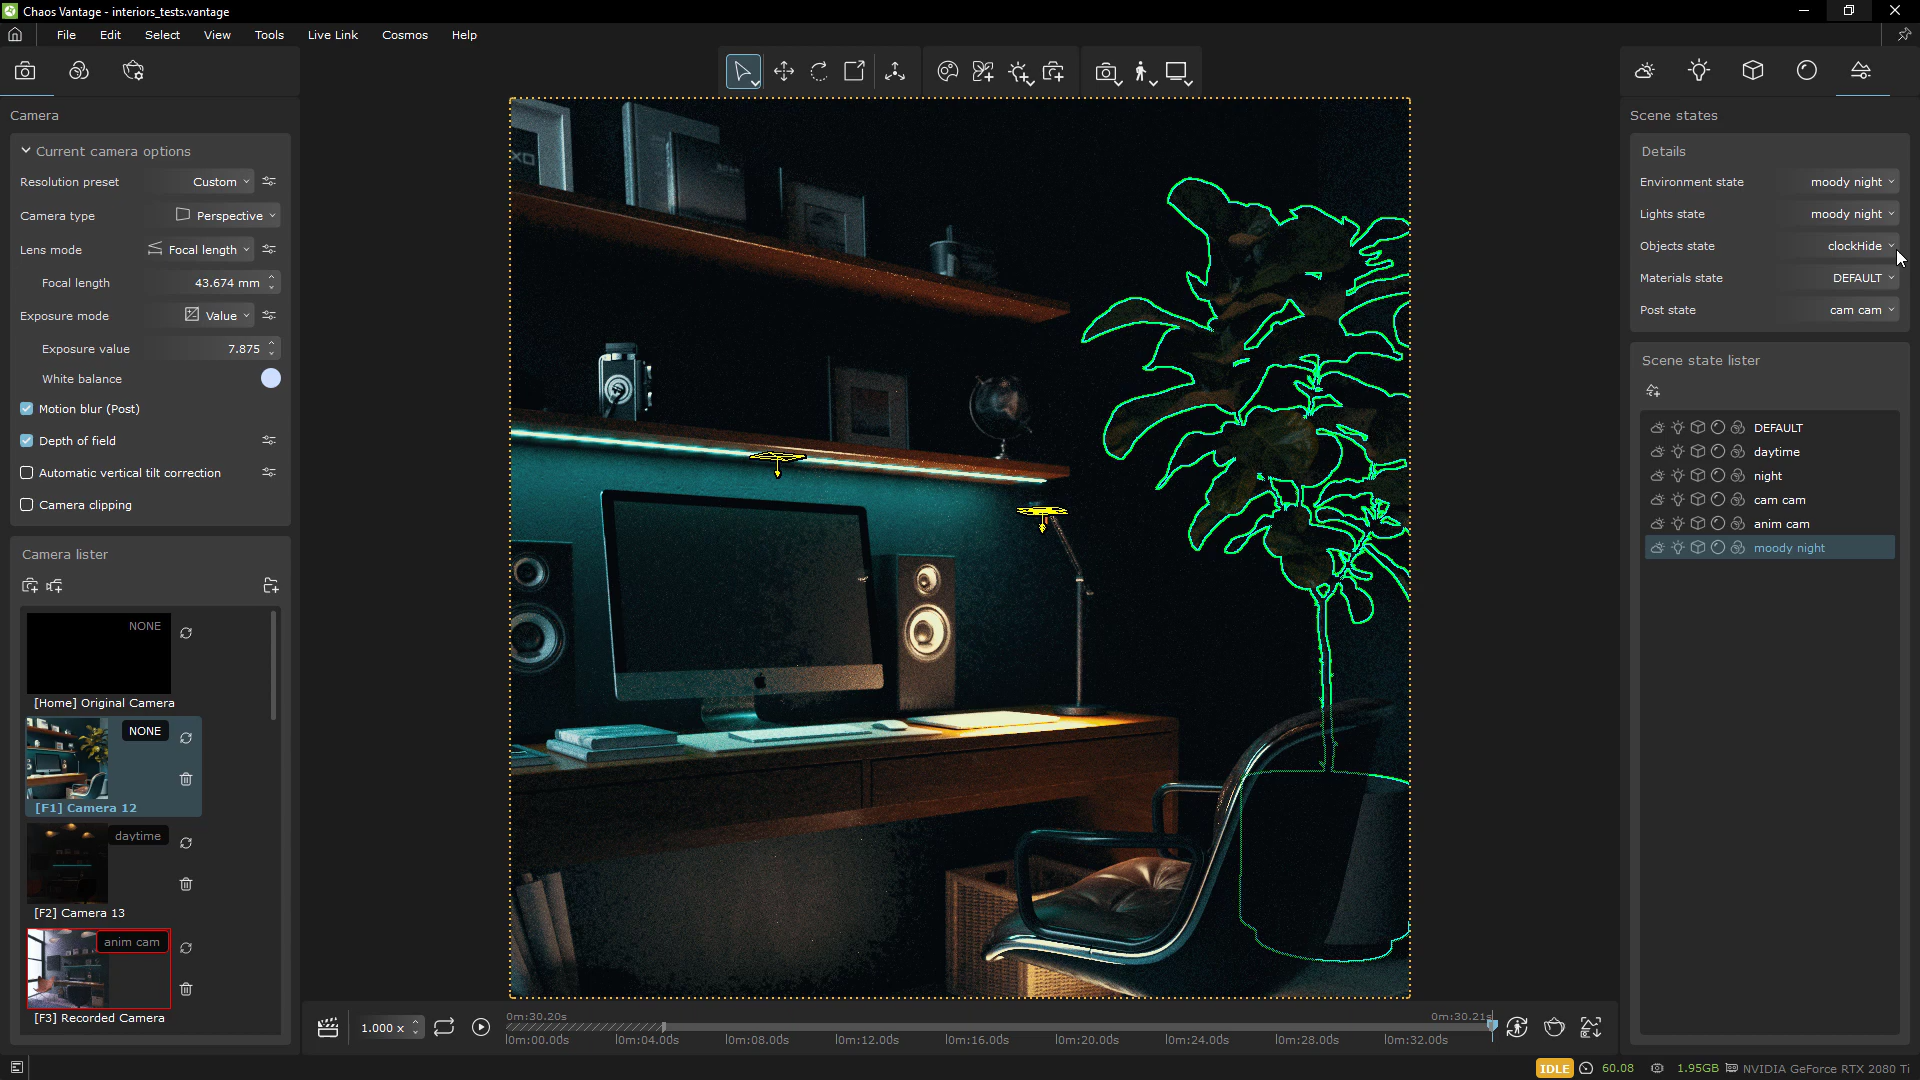 Chaos Vantage - interiors_tests.vantage
File Edit Select View Tools Live Link Cosmos Help
Camera
Current camera options
Resolution preset Custom
Camera type Perspective
Lens mode Focal length
Focal length 43.674 mm
Exposure mode Value
Exposure value 7.875
White balance
Motion blur (Post)
Depth of field
Automatic vertical tilt correction
Camera clipping
Camera lister
NONE
[Home] Original Camera
NONE
[F1] Camera 12
daytime
[F2] Camera 13
anim cam
[F3] Recorded Camera
1.000 x
0m:30.20s
0m:30.21s
0m:00.00s 0m:04.00s 0m:08.00s 0m:12.00s 0m:16.00s 0m:20.00s 0m:24.00s 0m:28.00s 0m:32.00s
Scene states
Details
Environment state moody night
Lights state moody night
Objects state clockHide
Materials state DEFAULT
Post state cam cam
Scene state lister
DEFAULT
daytime
night
cam cam
anim cam
moody night
IDLE 60.08 1.95GB NVIDIA GeForce RTX 2080 Ti